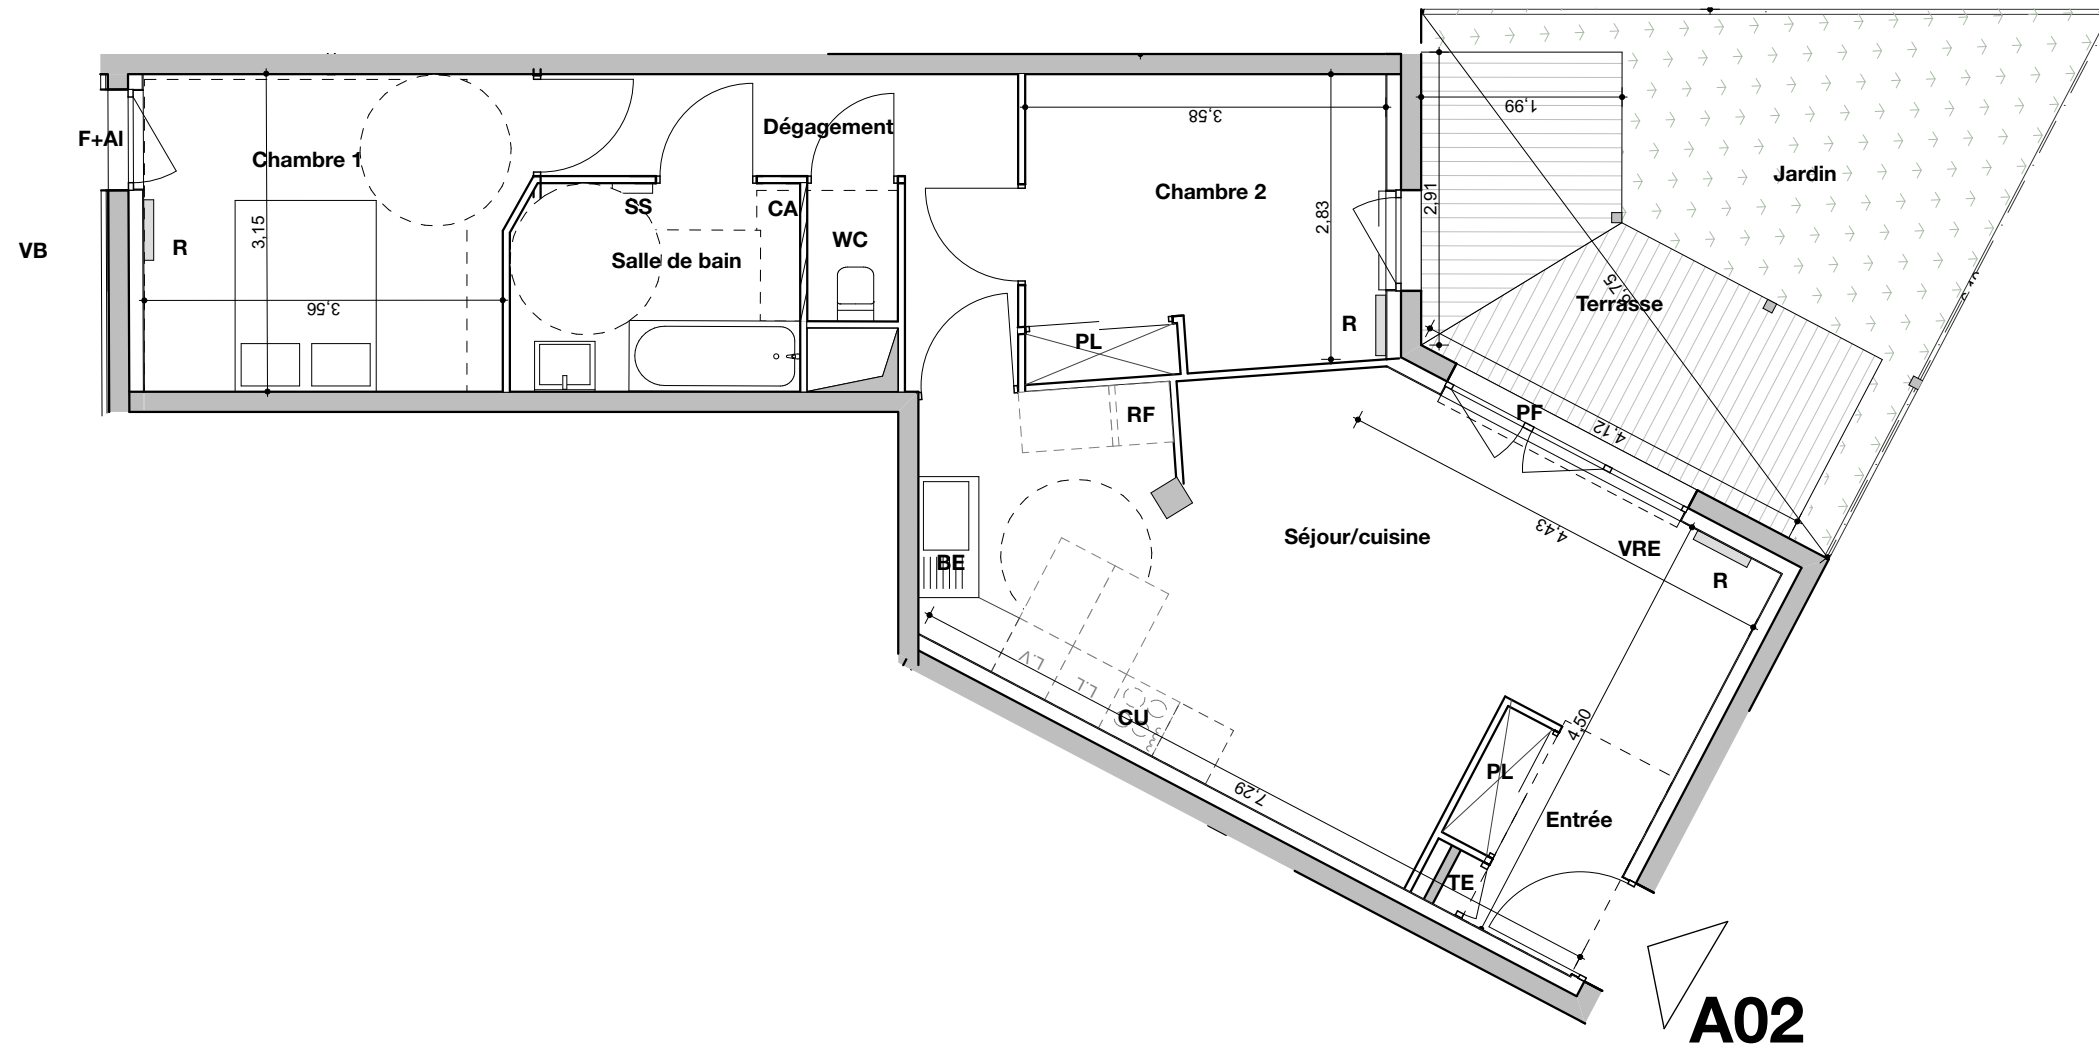 1,99
F+Al
Dégagement
3,58
Chambre 1
Jardin
Chambre 2
2,91
SS
CA
2,83
VB
R
3,15
WC
Salle de bain
3,56
Terrasse
R
PL
RF
PF
4,12
4,43
Séjour/cuisine
VRE
BE
R
L.V
L.L
CU
4,50
PL
7,29
Entrée
TE
A02